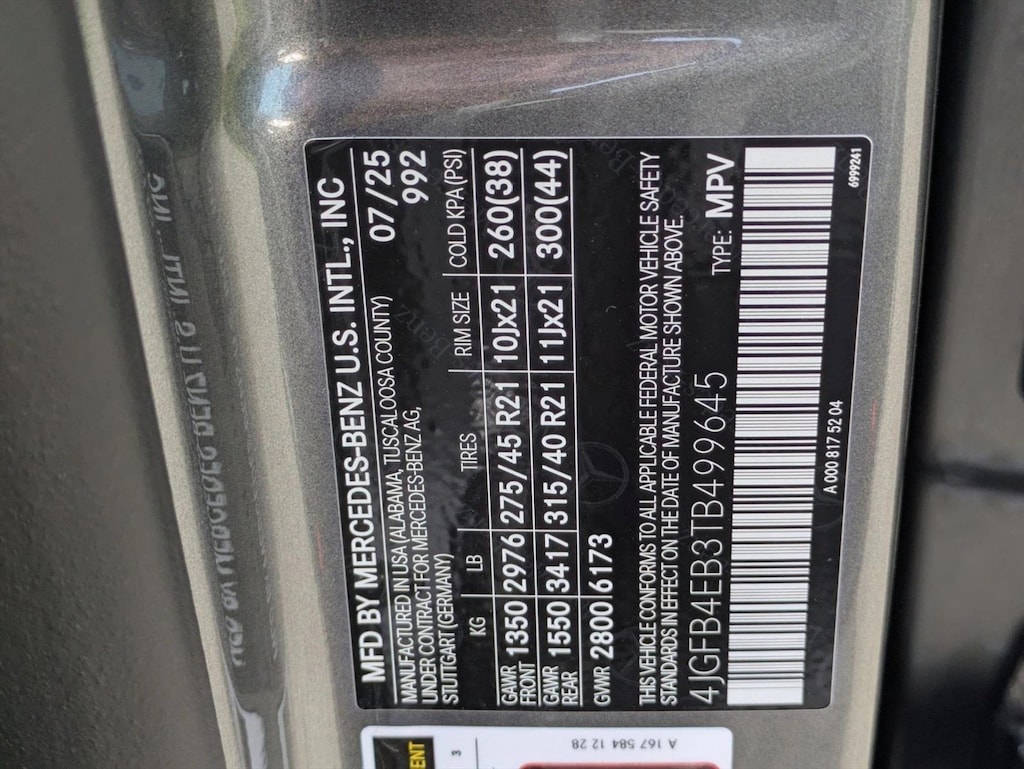 MFD BY MERCEDES-BENZ U.S. INTL., INC
MANUFACTURED IN USA (ALABAMA, TUSCALOOSA COUNTY) 07/25
UNDER CONTRACT FOR MERCEDES-BENZ AG, 992
STUTTGART (GERMANY)
KG LB TIRES RIM SIZE COLD KPA (PSI)
GAWR FRONT 1350 2976 275/45 R21 10Jx21 260(38)
GAWR REAR 1550 3417 315/40 R21 11Jx21 300(44)
GVWR 2800 6173
THIS VEHICLE CONFORMS TO ALL APPLICABLE FEDERAL MOTOR VEHICLE SAFETY
STANDARDS IN EFFECT ON THE DATE OF MANUFACTURE SHOWN ABOVE.
4JGFB4EB3TB499645 TYPE: MPV
A 000 817 52 04 6999241
A 167 584 12 28
3